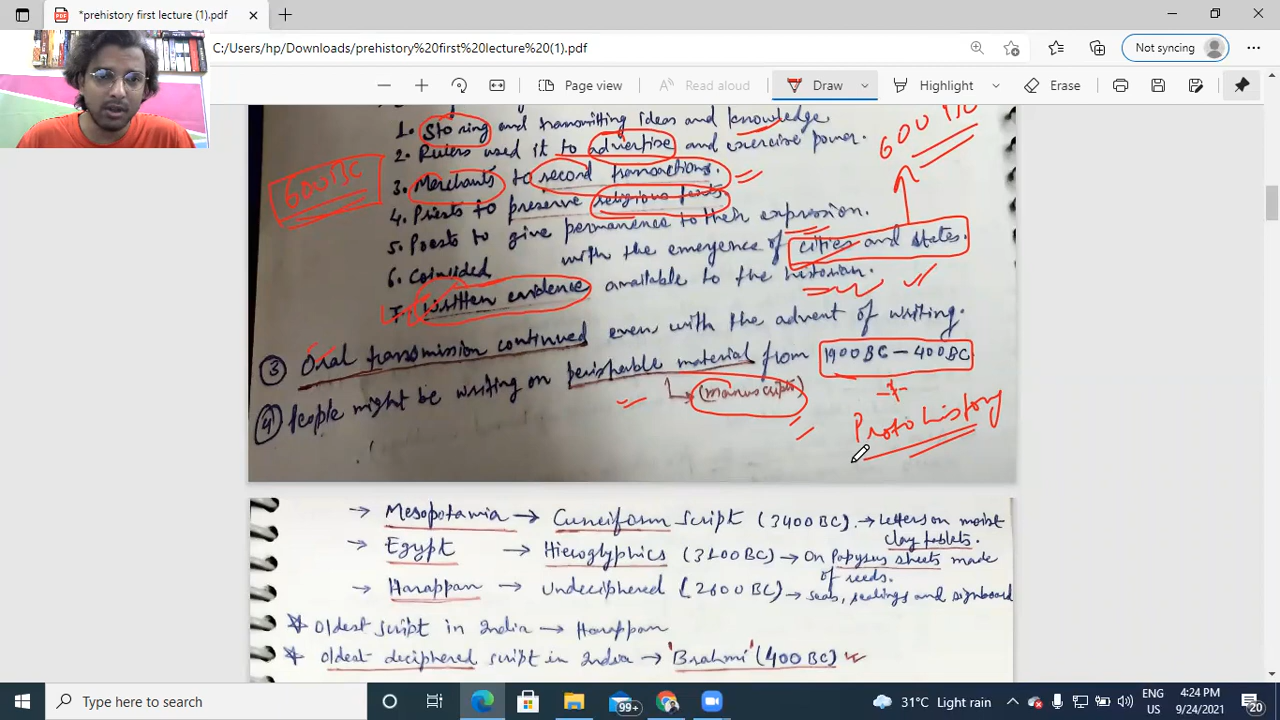 *prehistory first lecture (1).pdf
C:/Users/hp/Downloads/prehistory%20first%20lecture%20(1).pdf
Not syncing
Page view
Read aloud
Draw
Highlight
Erase
1. Storing and transmitting ideas and knowledge
2. Rulers used it to advertise and exercise power.
3. Merchants to record transactions.
4. Priests to preserve religious texts
5. Poests to give permanence to their expression.
6. Coincided with the emergence of cities and states.
7. Written evidence available to the historian.
600 BC
600 BC
③ Oral transmission continued even with the advent of writing.
④ People might be writing on perishable material from 1900 BC – 400 BC
(manuscripts)
Proto history
→ Mesopotamia → Cuneiform Script (3400 BC). → Letters on moist
clay tablets.
→ Egypt → Hieroglyphics (3100 BC) → On Papyrus sheets made
of reeds.
→ Harappan → Undeciphered (2600 BC) → seals, sealings and signboard
Oldest script in India → Harappan
Oldest deciphered script in India → 'Brahmi' (400 BC)
Type here to search
99+
31°C Light rain
ENG
IN
4:24 PM
9/24/2021
20